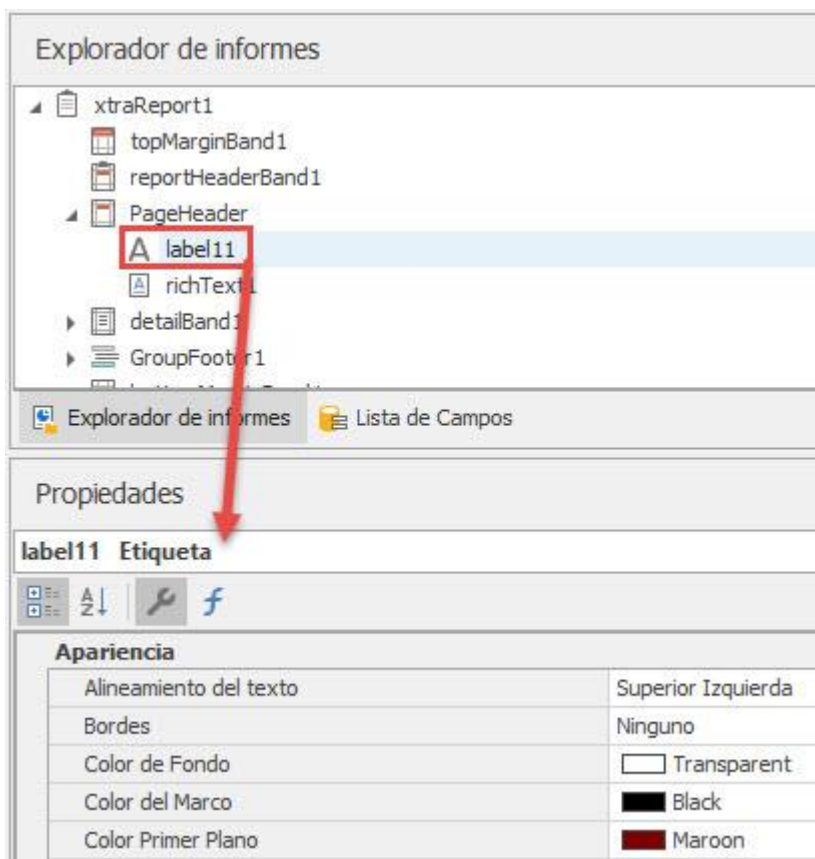 Explorador de informes
xtraReport1
topMarginBand1
reportHeaderBand1
PageHeader
label11
richText1
detailBand1
GroupFooter1
Explorador de informes Lista de Campos
Propiedades
label11 Etiqueta
Apariencia
Alineamiento del texto Superior Izquierda
Bordes Ninguno
Color de Fondo Transparent
Color del Marco Black
Color Primer Plano Maroon